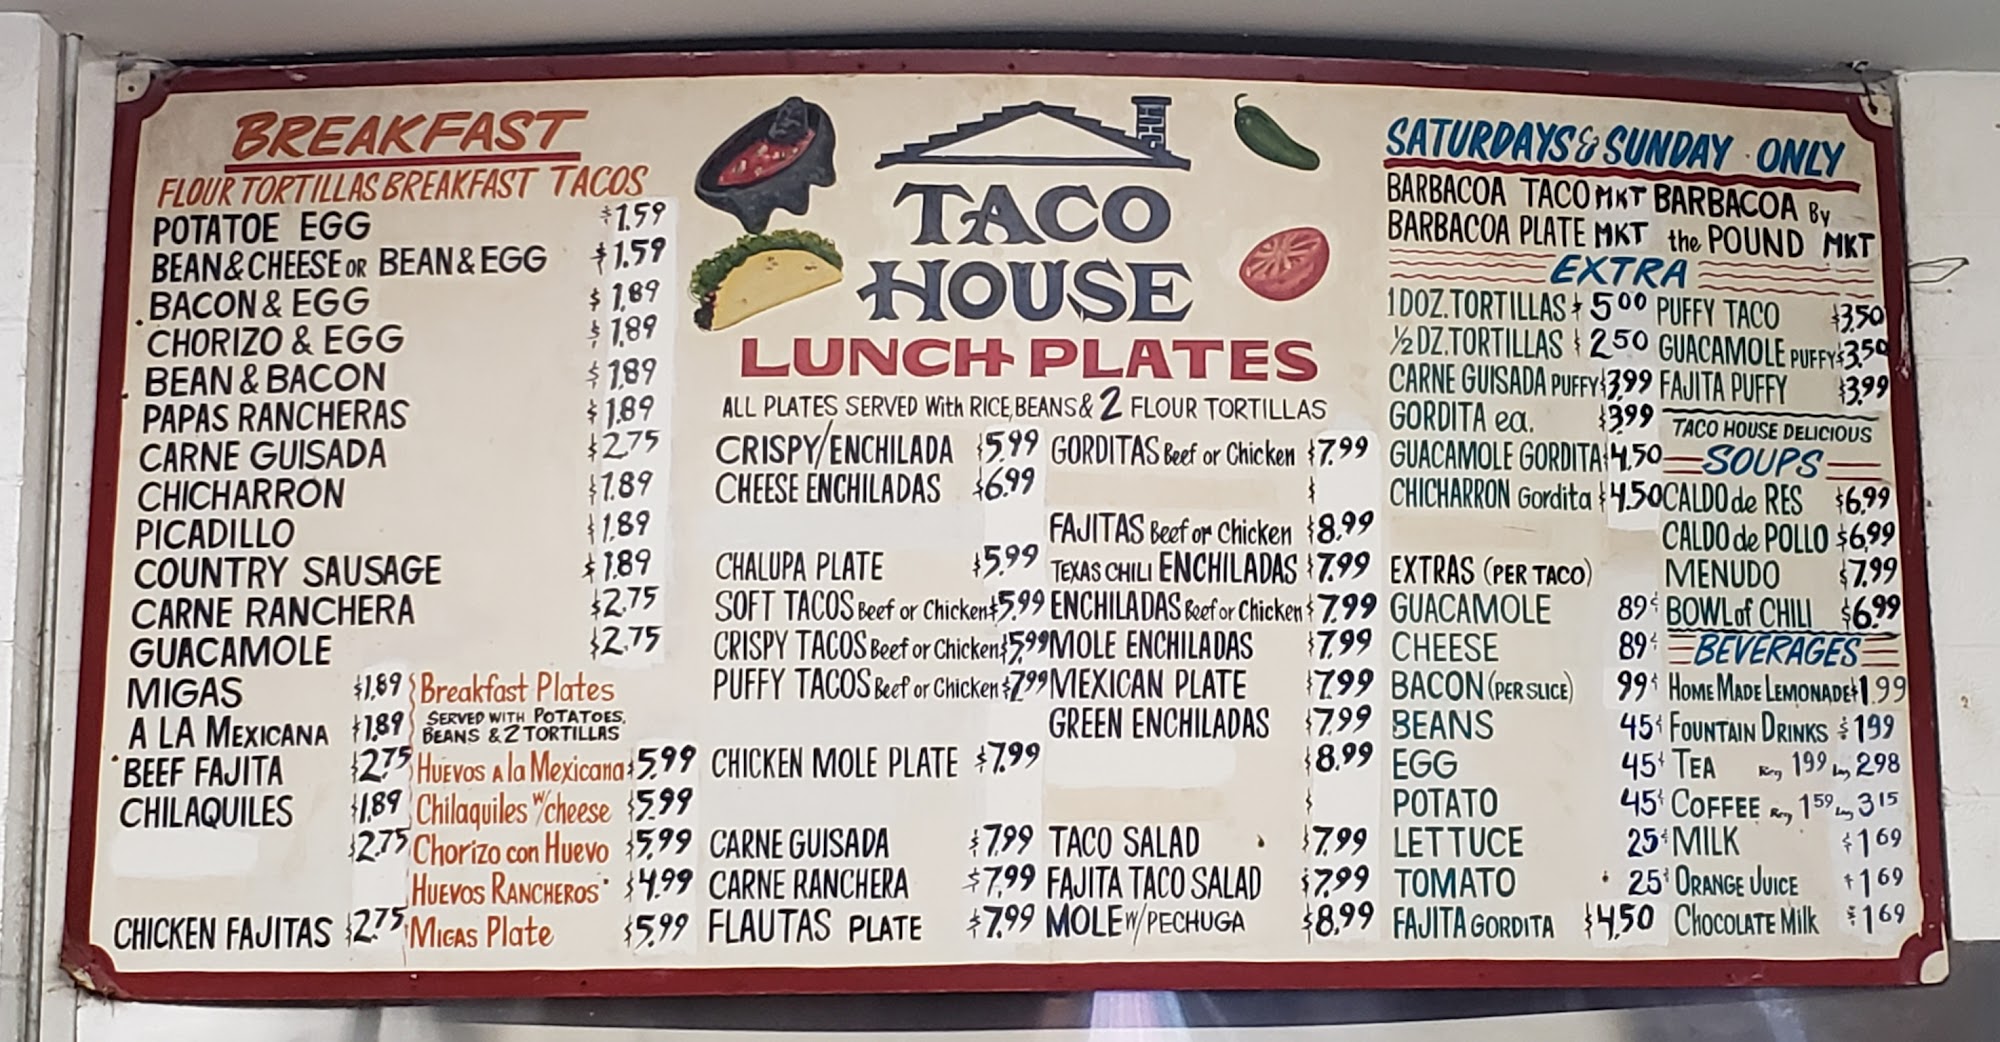 BREAKFAST
FLOUR TORTILLAS BREAKFAST TACOS
POTATOE EGG $1.59
BEAN & CHEESE OR BEAN & EGG $1.59
BACON & EGG $1.89
CHORIZO & EGG $1.89
BEAN & BACON $1.89
PAPAS RANCHERAS $1.89
CARNE GUISADA $2.75
CHICHARRON $1.89
PICADILLO $1.89
COUNTRY SAUSAGE $1.89
CARNE RANCHERA $2.75
GUACAMOLE $2.75
MIGAS $1.89
A LA MEXICANA $1.89
BEEF FAJITA $2.75
CHILAQUILES $1.89
$2.75
CHICKEN FAJITAS $2.75
Breakfast Plates
SERVED WITH POTATOES,
BEANS & 2 TORTILLAS
HUEVOS A la Mexicana $5.99
Chilaquiles w/cheese $5.99
Chorizo con Huevo $5.99
HUEVOS RANCHEROS $4.99
MIGAS Plate $5.99
TACO
HOUSE
LUNCH PLATES
ALL PLATES SERVED With RICE, BEANS & 2 FLOUR TORTILLAS
CRISPY/ENCHILADA $5.99
CHEESE ENCHILADAS $6.99
CHALUPA PLATE $5.99
SOFT TACOS Beef or Chicken $5.99
CRISPY TACOS Beef or Chicken $5.99
PUFFY TACOS Beef or Chicken $7.99
CHICKEN MOLE PLATE $7.99
CARNE GUISADA $7.99
CARNE RANCHERA $7.99
FLAUTAS PLATE $7.99
GORDITAS Beef or Chicken $7.99
$
FAJITAS Beef or Chicken $8.99
TEXAS CHILI ENCHILADAS $7.99
ENCHILADAS Beef or Chicken $7.99
MOLE ENCHILADAS $7.99
MEXICAN PLATE $7.99
GREEN ENCHILADAS $7.99
$8.99
$
TACO SALAD $7.99
FAJITA TACO SALAD $7.99
MOLE W/PECHUGA $8.99
SATURDAYS & SUNDAY ONLY
BARBACOA TACO MKT
BARBACOA PLATE MKT
BARBACOA By
the POUND MKT
EXTRA
1 DOZ. TORTILLAS $5.00
½ DZ. TORTILLAS $2.50
CARNE GUISADA PUFFY $3.99
GORDITA ea. $3.99
GUACAMOLE GORDITA $4.50
CHICHARRON Gordita $4.50
PUFFY TACO $3.50
GUACAMOLE PUFFY $3.50
FAJITA PUFFY $3.99
EXTRAS (PER TACO)
GUACAMOLE 89¢
CHEESE 89¢
BACON (PER SLICE) 99¢
BEANS 45¢
EGG 45¢
POTATO 45¢
LETTUCE 25¢
TOMATO 25¢
FAJITA GORDITA $4.50
TACO HOUSE DELICIOUS
SOUPS
CALDO de RES $6.99
CALDO de POLLO $6.99
MENUDO $7.99
BOWL of CHILI $6.99
BEVERAGES
HOME MADE LEMONADE $1.99
FOUNTAIN DRINKS $1.99
TEA Reg 1.99 Lg 2.98
COFFEE Reg 1.59 Lg 3.15
MILK $1.69
ORANGE JUICE $1.69
CHOCOLATE Milk $1.69